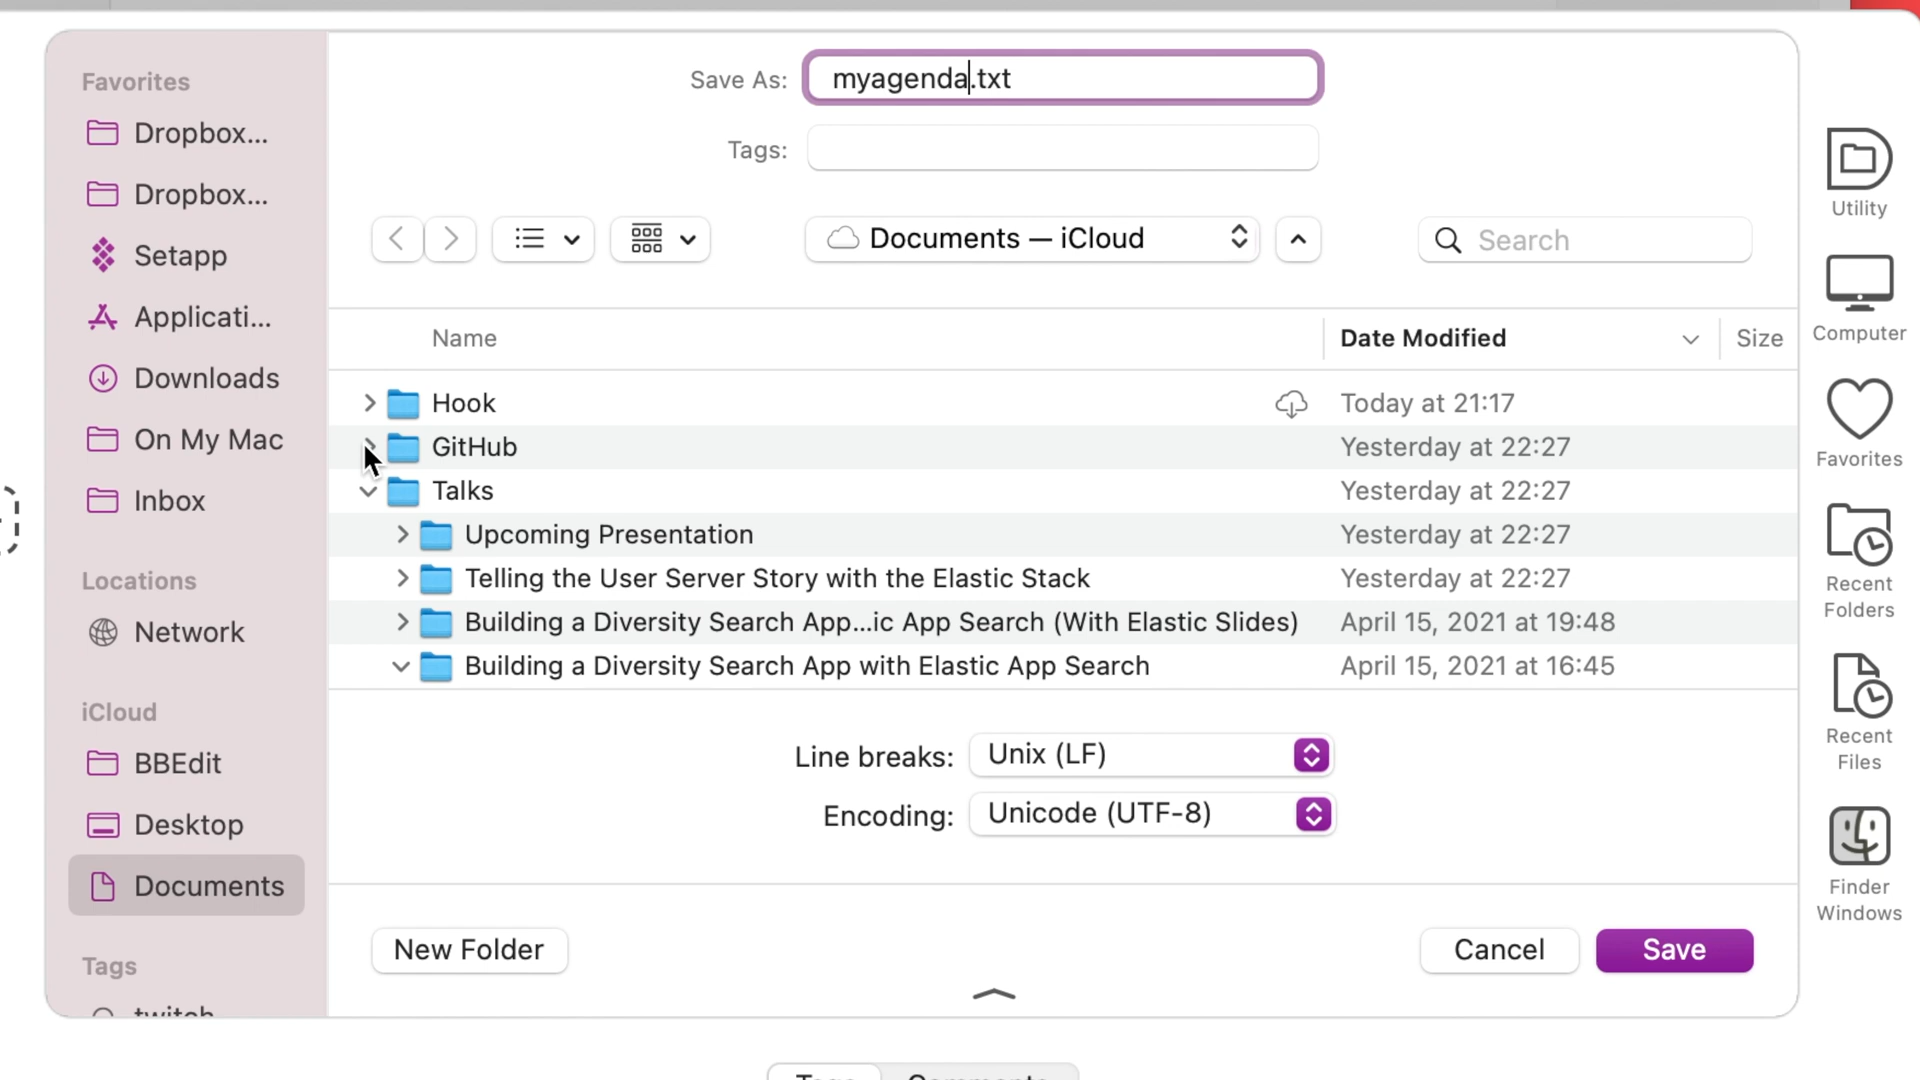 Favorites
Dropbox...
Dropbox...
Setapp
Applicati...
Downloads
On My Mac
Inbox
Locations
Network
iCloud
BBEdit
Desktop
Documents
Tags
twitch
Save As: myagenda.txt
Tags:
Documents — iCloud
Search
Name Date Modified Size
Hook Today at 21:17
GitHub Yesterday at 22:27
Talks Yesterday at 22:27
Upcoming Presentation Yesterday at 22:27
Telling the User Server Story with the Elastic Stack Yesterday at 22:27
Building a Diversity Search App...ic App Search (With Elastic Slides) April 15, 2021 at 19:48
Building a Diversity Search App with Elastic App Search April 15, 2021 at 16:45
Line breaks: Unix (LF)
Encoding: Unicode (UTF-8)
New Folder Cancel Save
Utility
Computer
Favorites
Recent
Folders
Recent
Files
Finder
Windows
Tags Comments